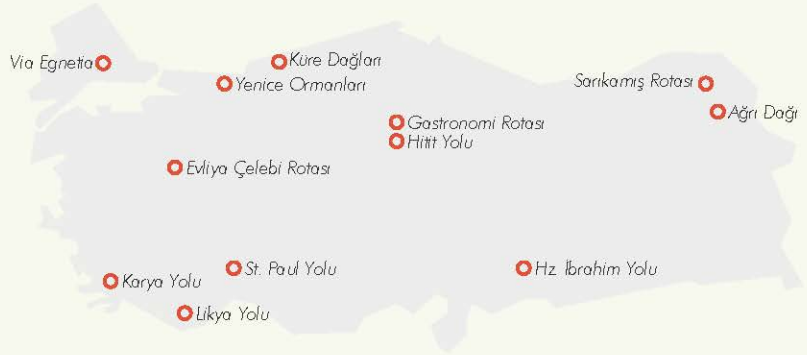 Via Egnetia
Küre Dağları
Yenice Ormanları
Sarıkamış Rotası
Ağrı Dağı
Gastronomi Rotası
Hitit Yolu
Evliya Çelebi Rotası
St. Paul Yolu
Hz. İbrahim Yolu
Karya Yolu
Likya Yolu